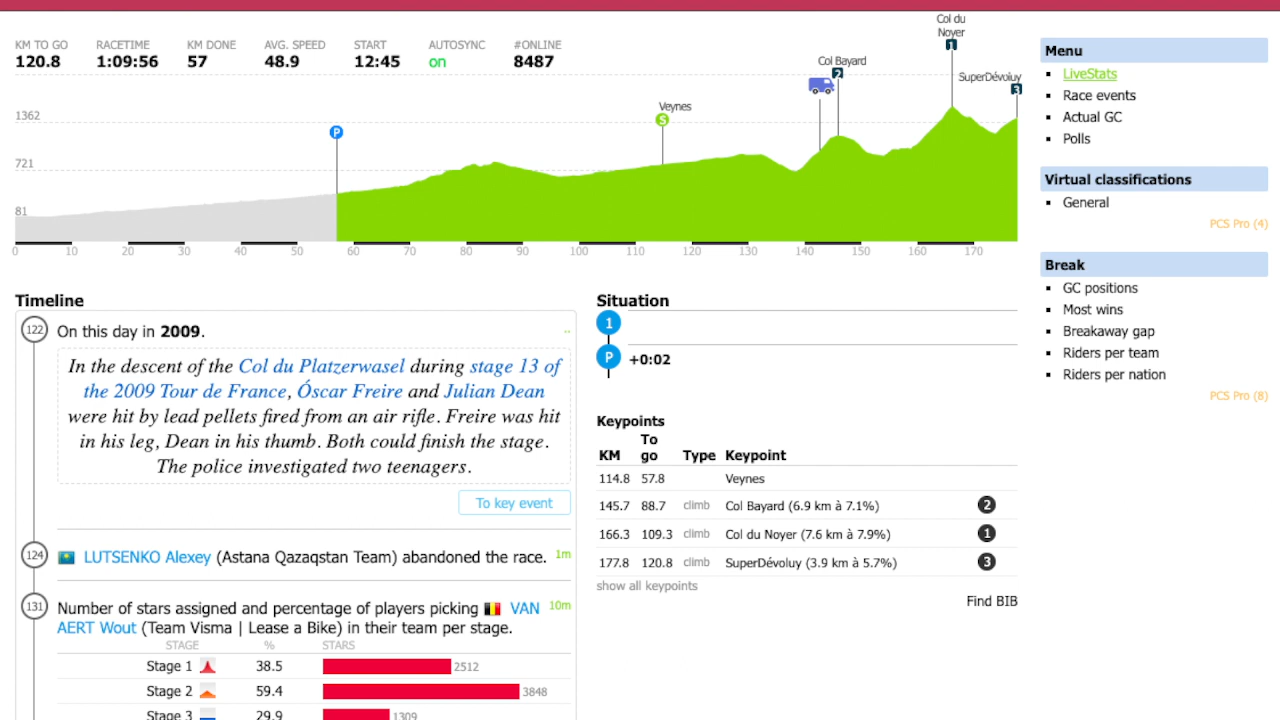 KM TO GO RACETIME KM DONE AVG. SPEED START AUTOSYNC #ONLINE
120.8 1:09:56 57 48.9 12:45 on 8487
Col du
Noyer
1
Col Bayard
2
SuperDévoluy
3
Veynes
S
P
1362
721
81
0 10 20 30 40 50 60 70 80 90 100 110 120 130 140 150 160 170
Menu
LiveStats
Race events
Actual GC
Polls
Virtual classifications
General
PCS Pro (4)
Break
GC positions
Most wins
Breakaway gap
Riders per team
Riders per nation
PCS Pro (8)
Timeline
122 On this day in 2009. ..
In the descent of the Col du Platzerwasel during stage 13 of
the 2009 Tour de France, Óscar Freire and Julian Dean
were hit by lead pellets fired from an air rifle. Freire was hit
in his leg, Dean in his thumb. Both could finish the stage.
The police investigated two teenagers.
To key event
124 LUTSENKO Alexey (Astana Qazaqstan Team) abandoned the race. 1m
131 Number of stars assigned and percentage of players picking VAN 10m
AERT Wout (Team Visma | Lease a Bike) in their team per stage.
STAGE % STARS
Stage 1 38.5 2512
Stage 2 59.4 3848
Stage 3 29.9 1309
Situation
1
P +0:02
Keypoints
KM To go Type Keypoint
114.8 57.8 Veynes
145.7 88.7 climb Col Bayard (6.9 km à 7.1%) 2
166.3 109.3 climb Col du Noyer (7.6 km à 7.9%) 1
177.8 120.8 climb SuperDévoluy (3.9 km à 5.7%) 3
show all keypoints
Find BIB